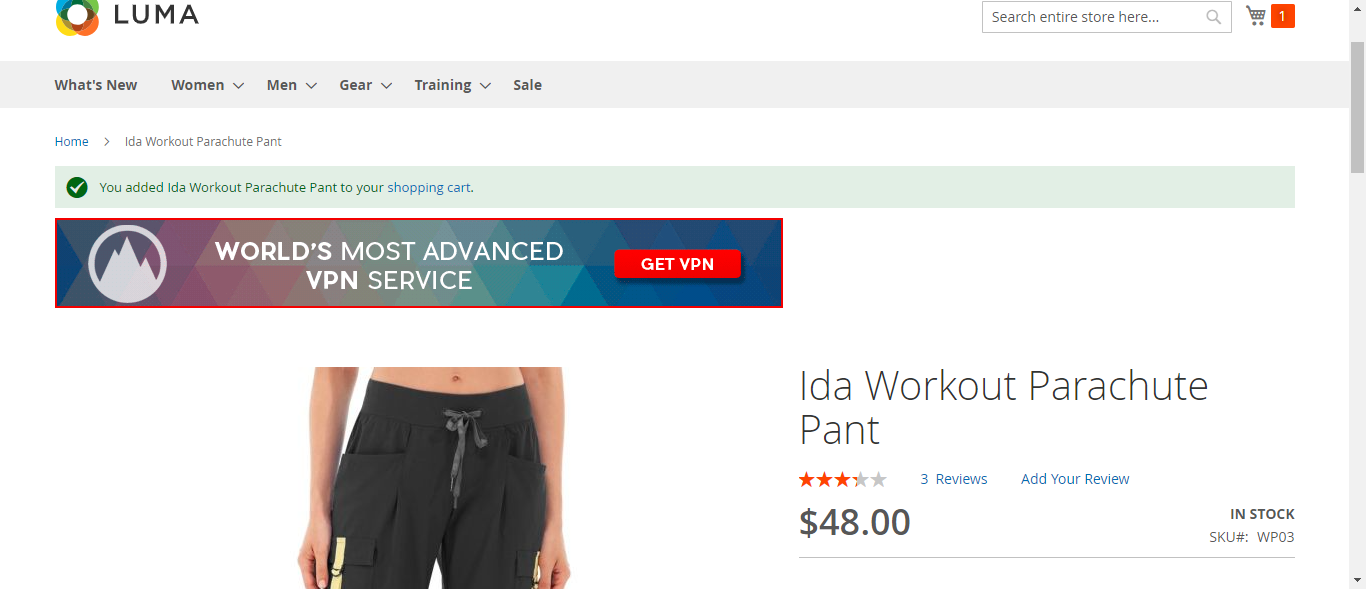 LUMA
Search entire store here...
1
What's New
Women
Men
Gear
Training
Sale
Home
Ida Workout Parachute Pant
You added Ida Workout Parachute Pant to your shopping cart.
WORLD'S MOST ADVANCED
VPN SERVICE
GET VPN
Ida Workout Parachute
Pant
3 Reviews
Add Your Review
$48.00
IN STOCK
SKU#: WP03